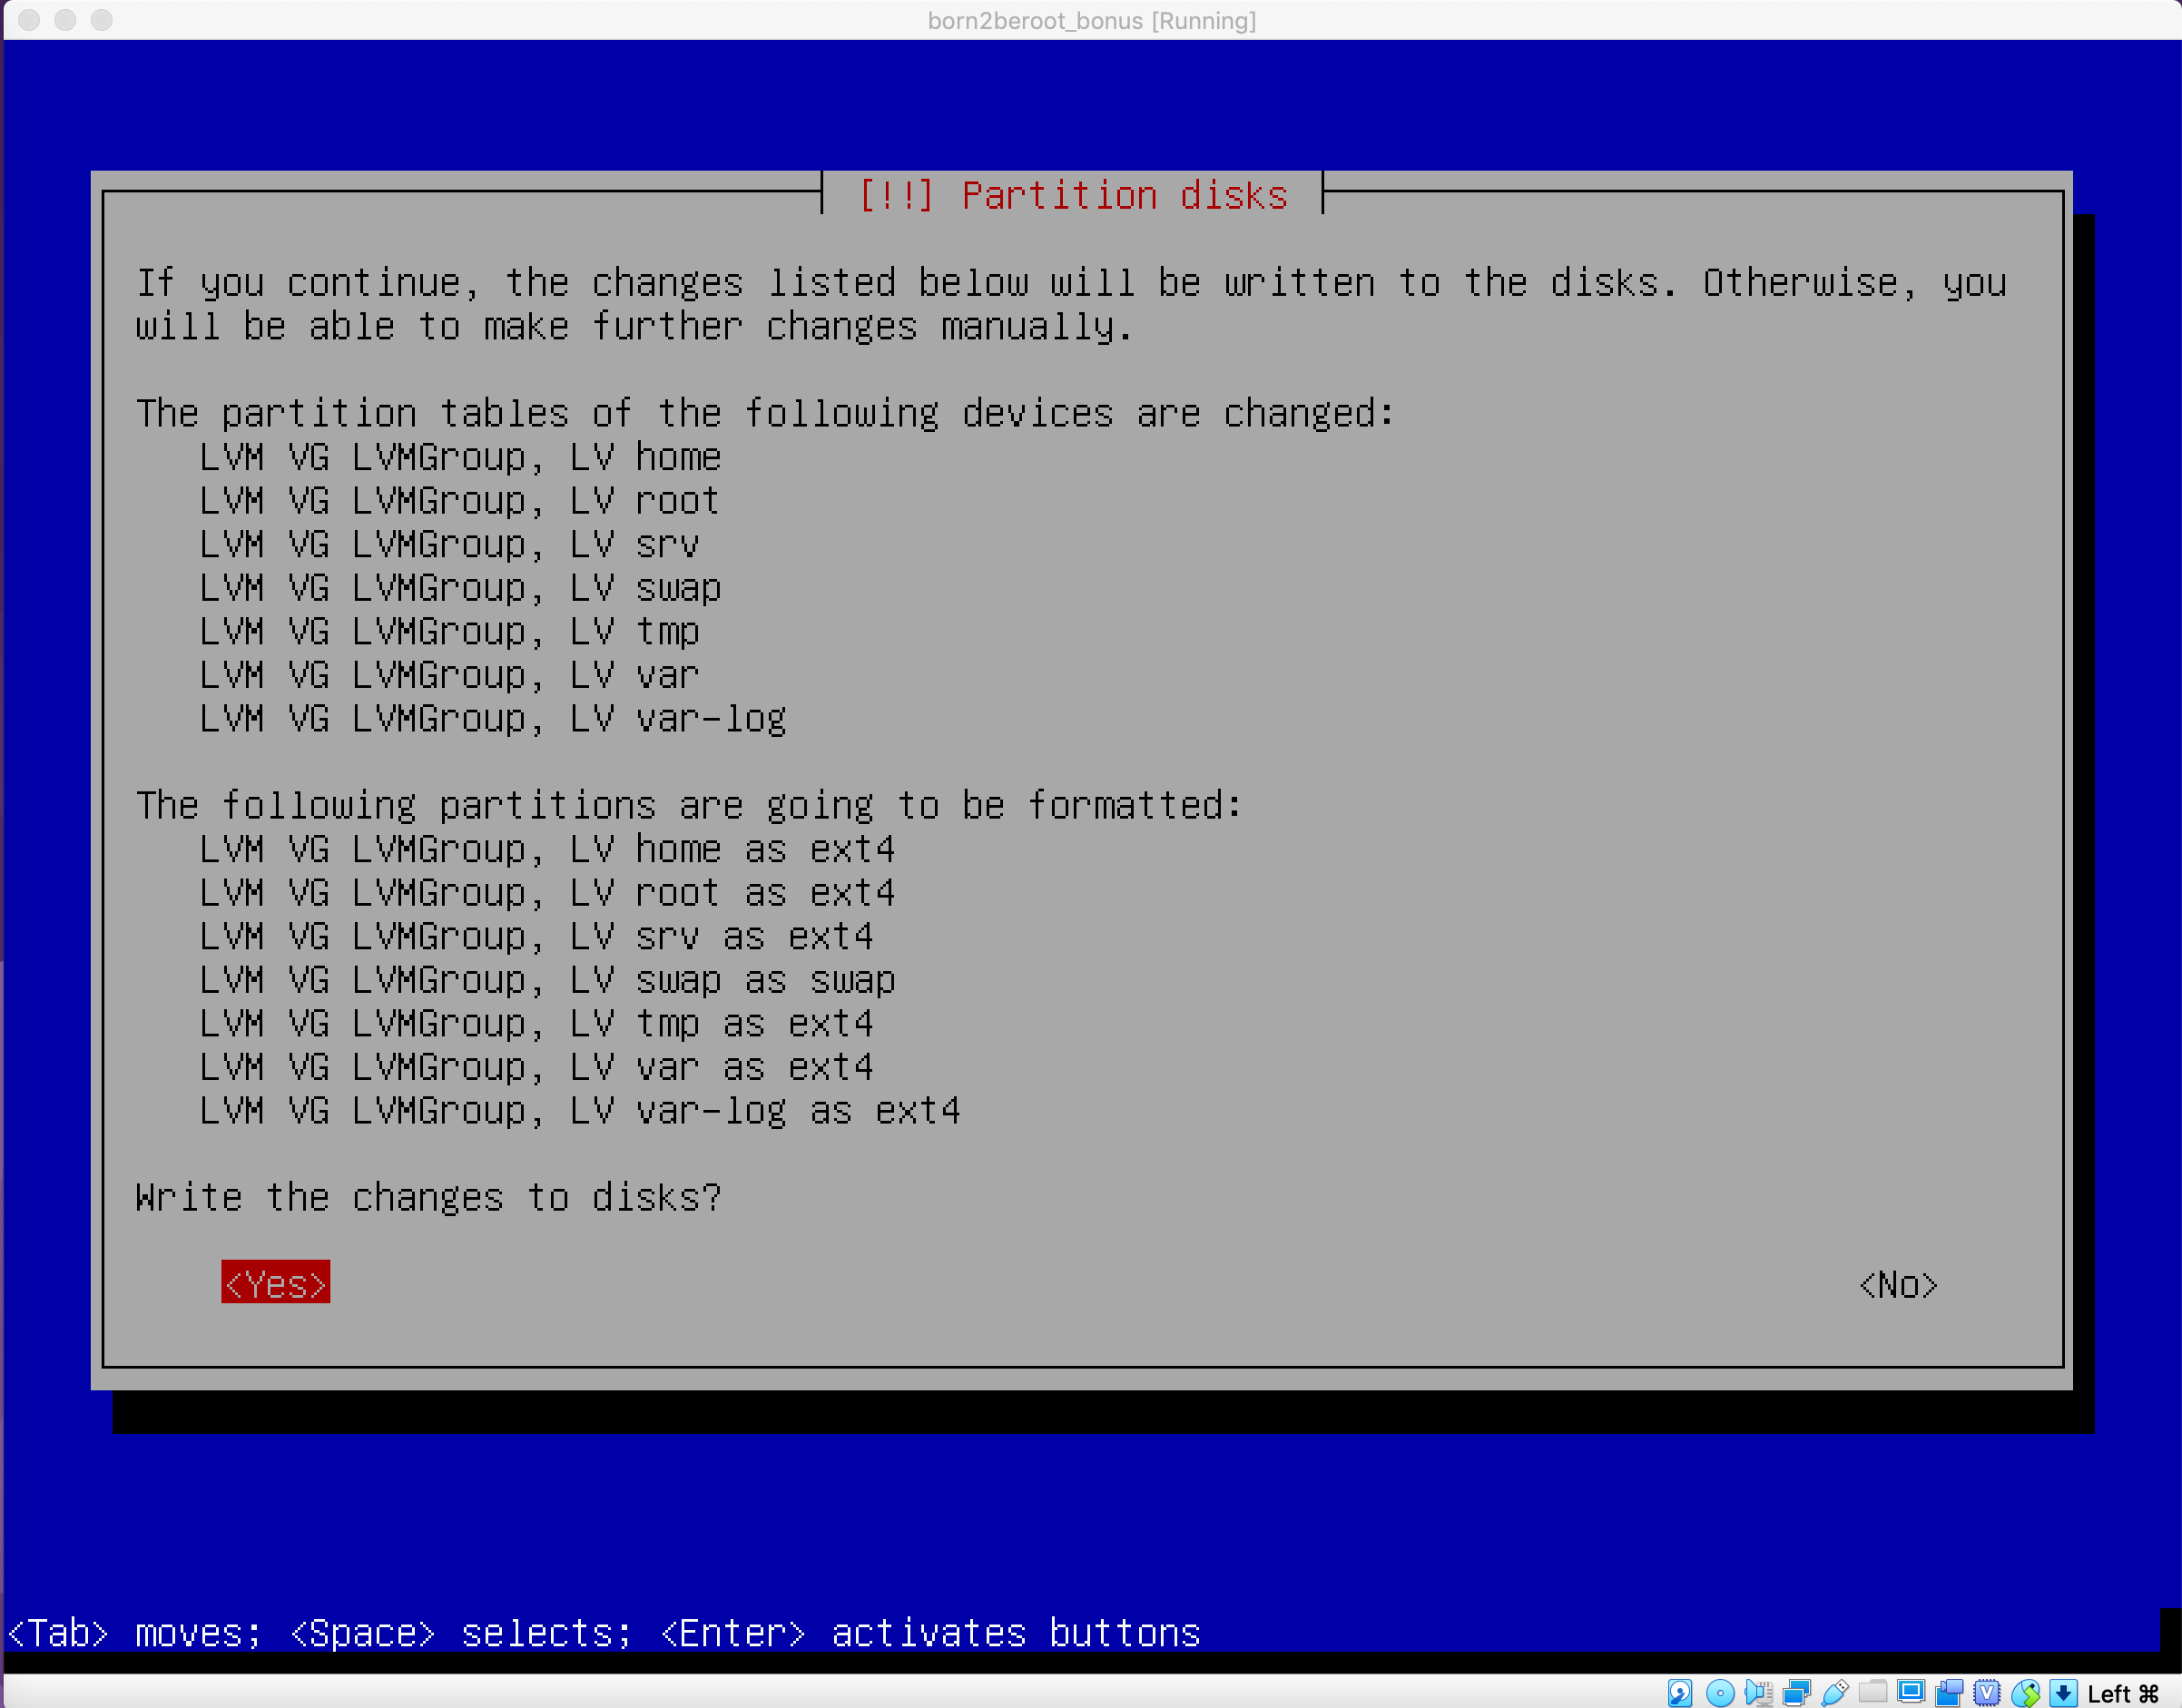 born2beroot_bonus [Running]
[!!] Partition disks
If you continue, the changes listed below will be written to the disks. Otherwise, you
will be able to make further changes manually.
The partition tables of the following devices are changed:
LVM VG LVMGroup, LV home
LVM VG LVMGroup, LV root
LVM VG LVMGroup, LV srv
LVM VG LVMGroup, LV swap
LVM VG LVMGroup, LV tmp
LVM VG LVMGroup, LV var
LVM VG LVMGroup, LV var-log
The following partitions are going to be formatted:
LVM VG LVMGroup, LV home as ext4
LVM VG LVMGroup, LV root as ext4
LVM VG LVMGroup, LV srv as ext4
LVM VG LVMGroup, LV swap as swap
LVM VG LVMGroup, LV tmp as ext4
LVM VG LVMGroup, LV var as ext4
LVM VG LVMGroup, LV var-log as ext4
Write the changes to disks?
<Yes> <No>
<Tab> moves; <Space> selects; <Enter> activates buttons
Left ⌘